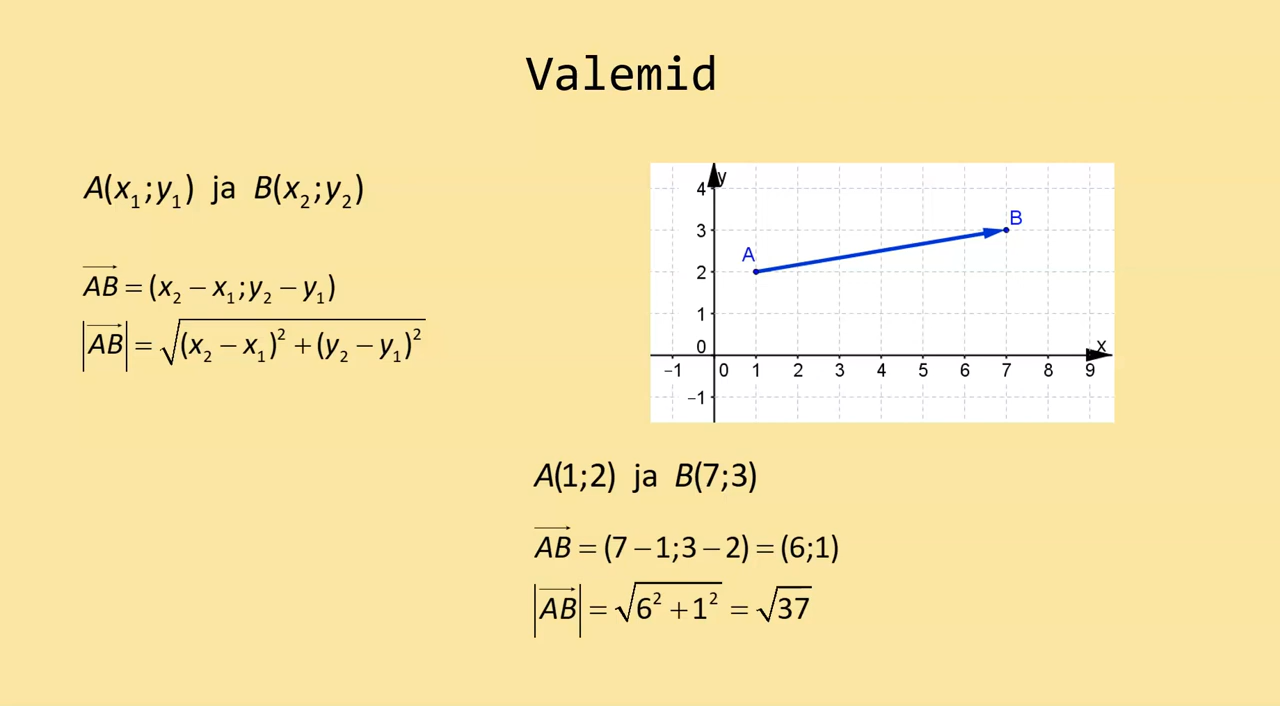 Valemid
A(x₁;y₁) ja B(x₂;y₂)
AB⃗ = (x₂ − x₁;y₂ − y₁)
|AB⃗| = √((x₂ − x₁)² + (y₂ − y₁)²)
y
4
3
2
1
0
−1
A
B
x
−1 0 1 2 3 4 5 6 7 8 9
A(1;2) ja B(7;3)
AB⃗ = (7 − 1;3 − 2) = (6;1)
|AB⃗| = √(6² + 1²) = √37